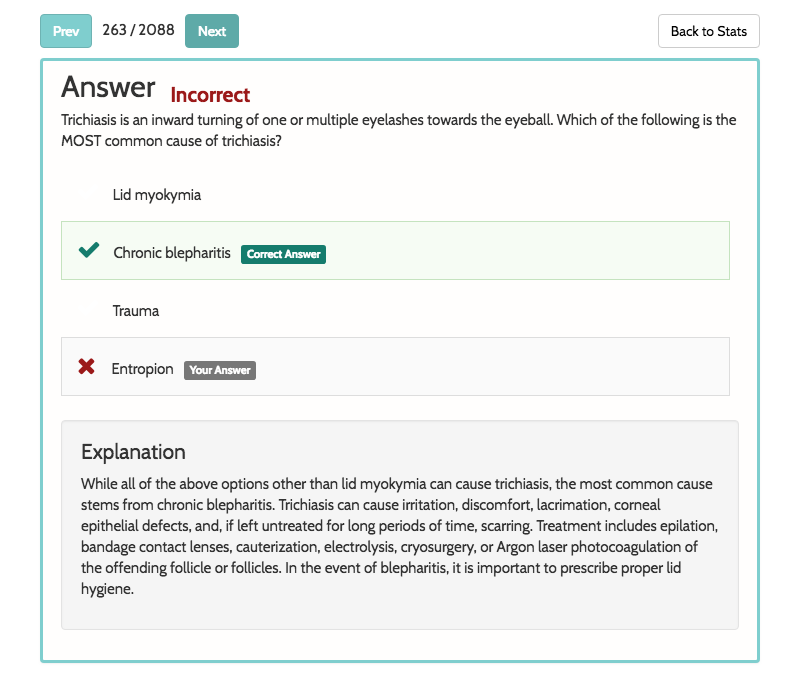 Prev 263 / 2088 Next Back to Stats
Answer Incorrect
Trichiasis is an inward turning of one or multiple eyelashes towards the eyeball. Which of the following is the
MOST common cause of trichiasis?
Lid myokymia
Chronic blepharitis Correct Answer
Trauma
Entropion Your Answer
Explanation
While all of the above options other than lid myokymia can cause trichiasis, the most common cause
stems from chronic blepharitis. Trichiasis can cause irritation, discomfort, lacrimation, corneal
epithelial defects, and, if left untreated for long periods of time, scarring. Treatment includes epilation,
bandage contact lenses, cauterization, electrolysis, cryosurgery, or Argon laser photocoagulation of
the offending follicle or follicles. In the event of blepharitis, it is important to prescribe proper lid
hygiene.